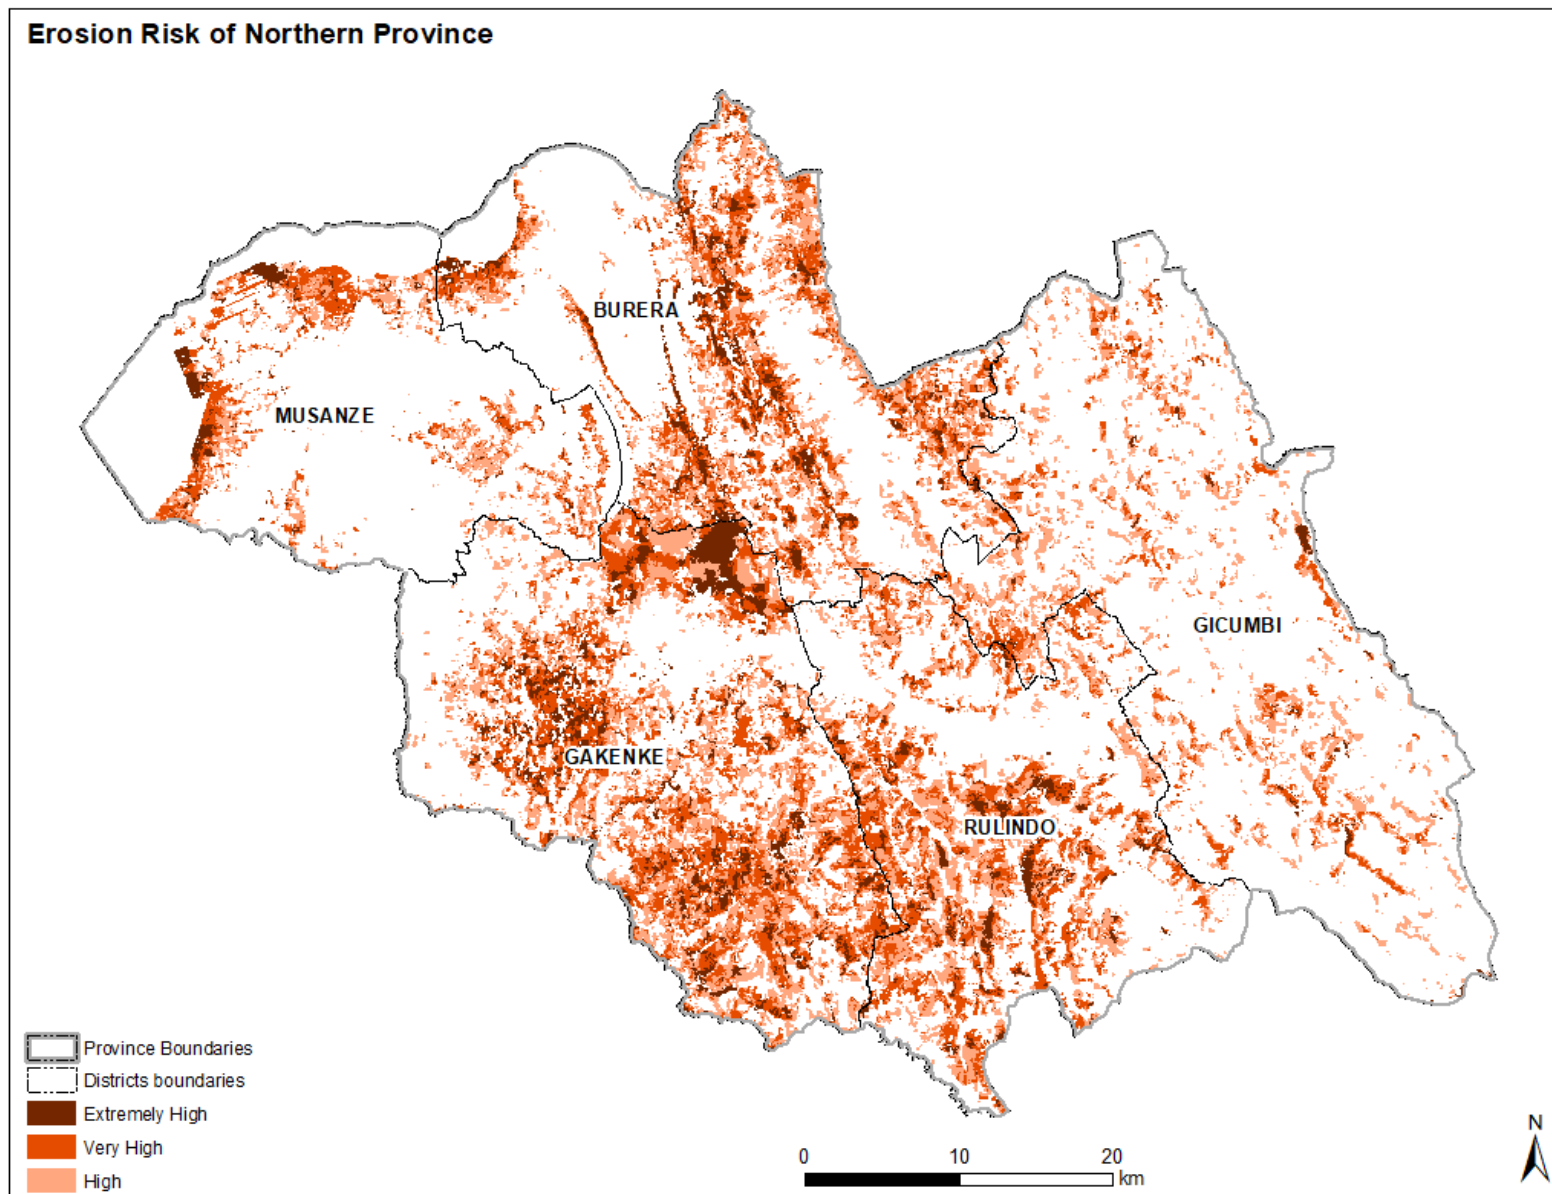 Erosion Risk of Northern Province
BURERA
MUSANZE
GICUMBI
GAKENKE
RULINDO
Province Boundaries
Districts boundaries
Extremely High
Very High
High
0 10 20
km
N